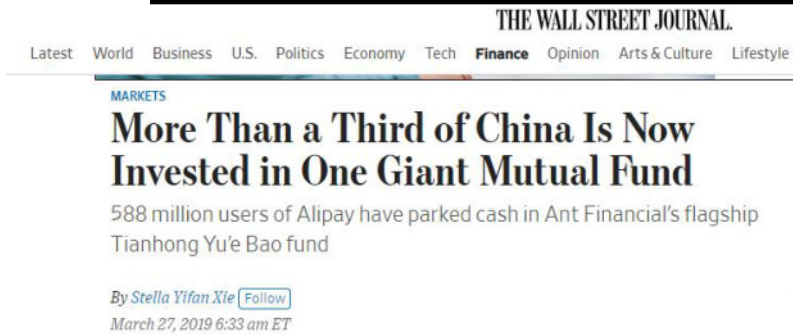 THE WALL STREET JOURNAL.
Latest World Business U.S. Politics Economy Tech Finance Opinion Arts & Culture Lifestyle
MARKETS
More Than a Third of China Is Now
Invested in One Giant Mutual Fund
588 million users of Alipay have parked cash in Ant Financial's flagship
Tianhong Yu'e Bao fund
By Stella Yifan Xie Follow
March 27, 2019 6:33 am ET